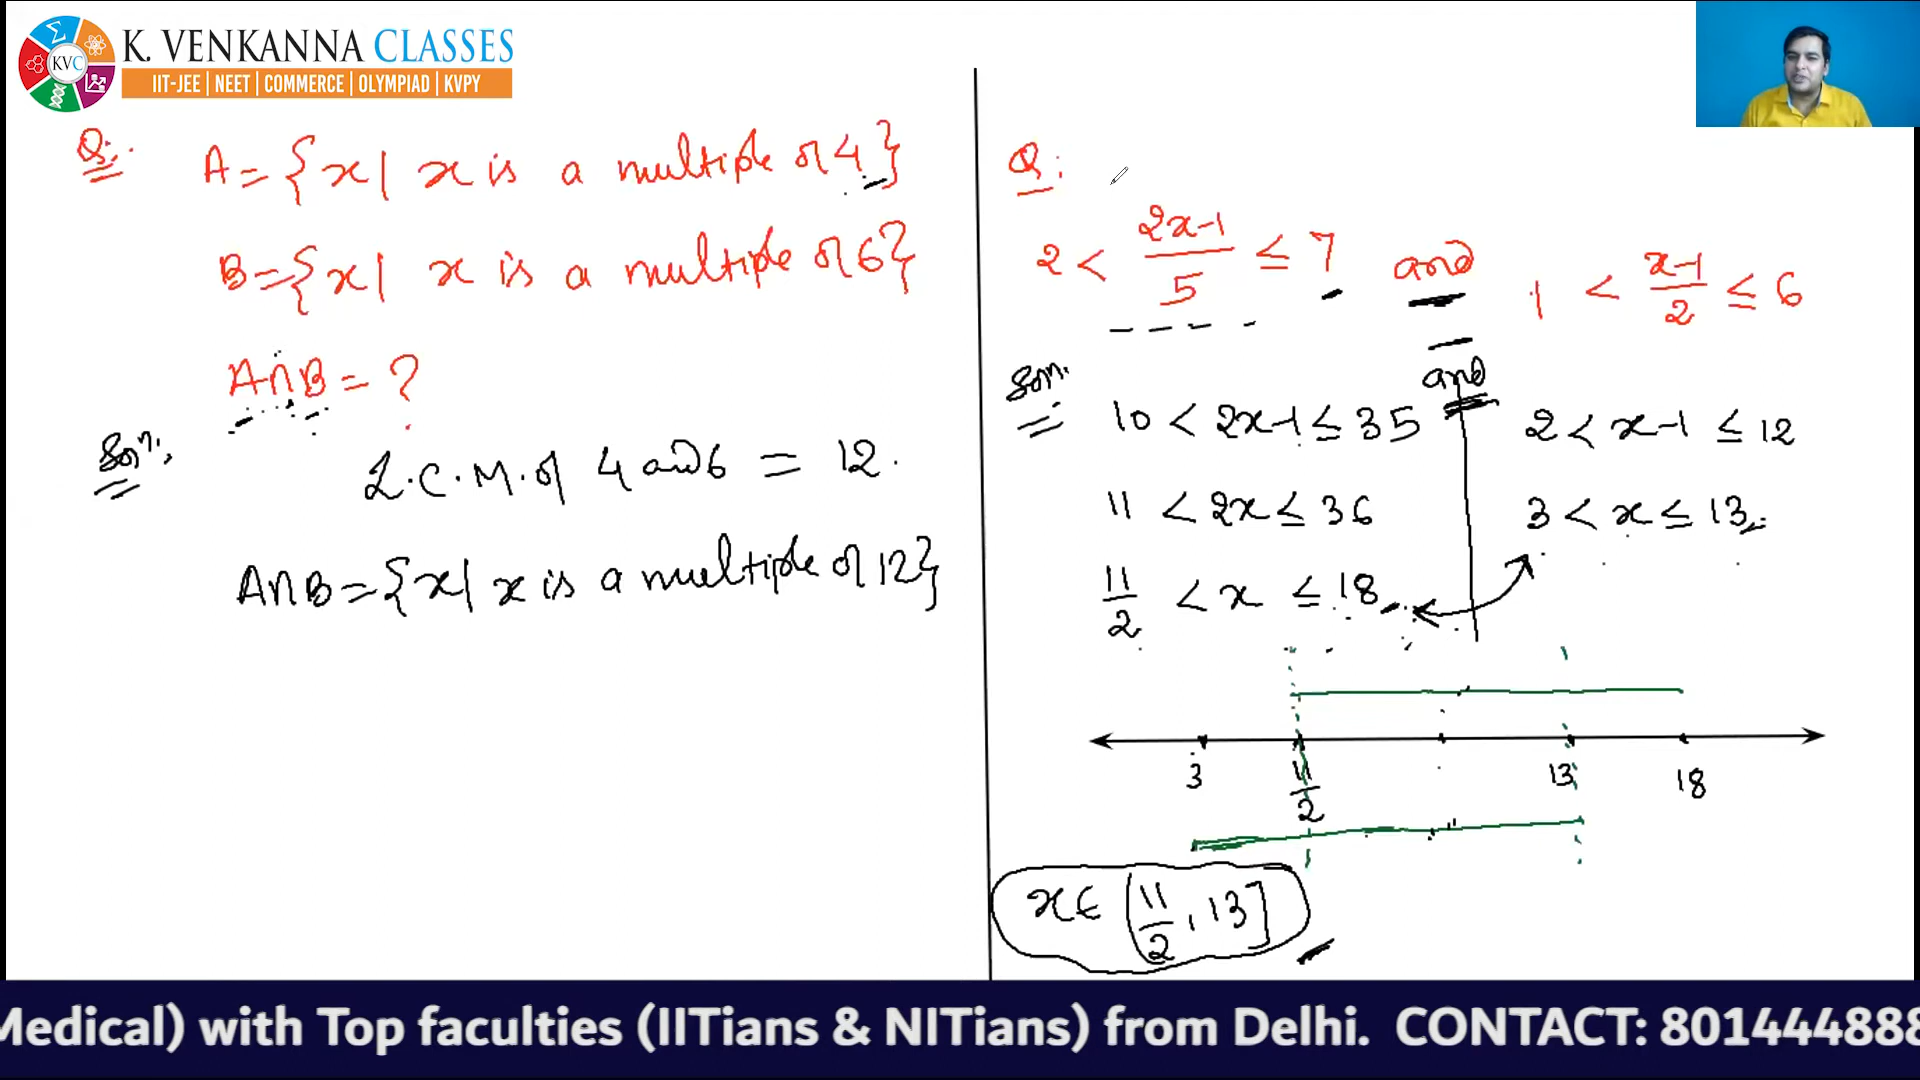 KVC
K. VENKANNA CLASSES
IIT-JEE | NEET | COMMERCE | OLYMPIAD | KVPY
Q:. A = {x | x is a multiple of 4}
B = {x | x is a multiple of 6}
A∩B = ?
Son:
L.C.M. of 4 and 6 = 12.
A∩B = {x | x is a multiple of 12}
Q:
2 < (2x-1)/5 ≤ 7 and 1 < (x-1)/2 ≤ 6
Son:
and
10 < 2x-1 ≤ 35 2 < x-1 ≤ 12
11 < 2x ≤ 36 3 < x ≤ 13
11/2 < x ≤ 18
3 11/2 13 18
x ∈ (11/2, 13]
Medical) with Top faculties (IITians & NITians) from Delhi. CONTACT: 801444888